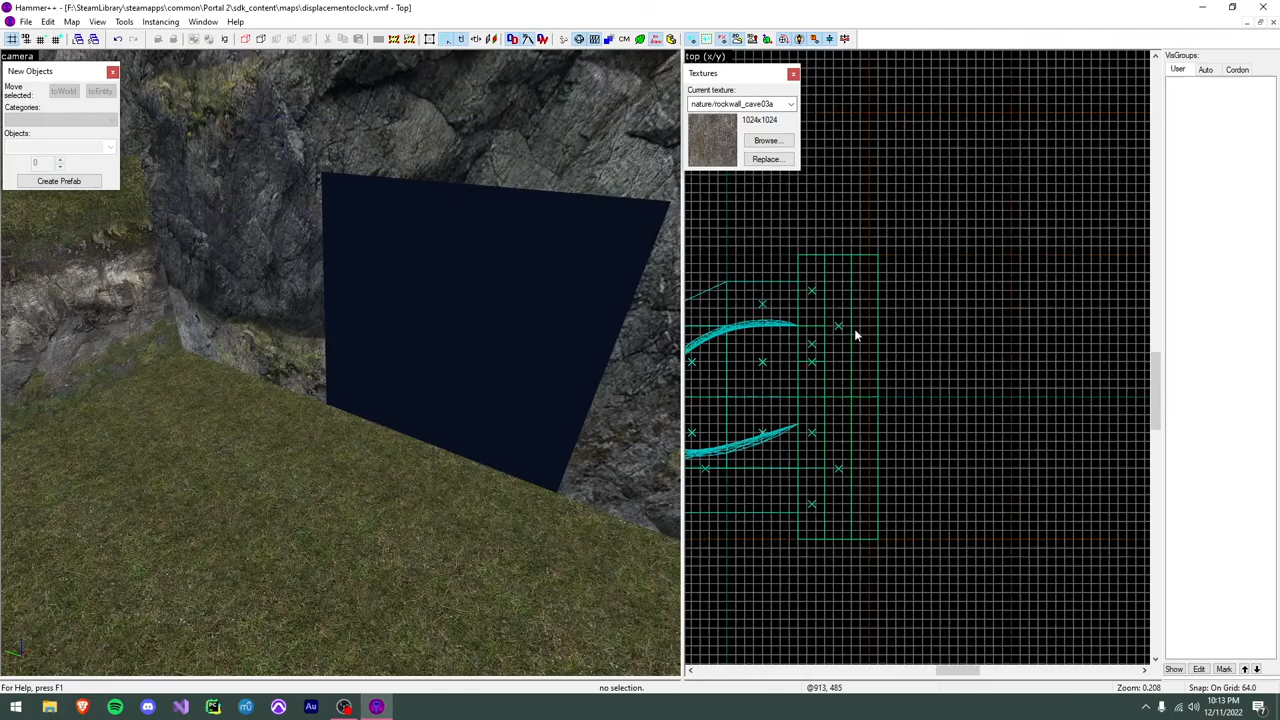 Hammer++ - [F:\SteamLibrary\steamapps\common\Portal 2\sdk_content\maps\displacementoclock.vmf - Top]
File Edit Map View Tools Instancing Window Help
camera
New Objects
Move selected:
toWorld
toEntity
Categories:
Objects:
0
Create Prefab
top (x/y)
Textures
Current texture:
nature/rockwall_cave03a
1024x1024
Browse...
Replace...
VisGroups:
User Auto Cordon
Show Edit Mark
For Help, press F1
no selection.
@913, 485
Zoom: 0.208
Snap: On Grid: 64.0
10:13 PM
12/11/2022